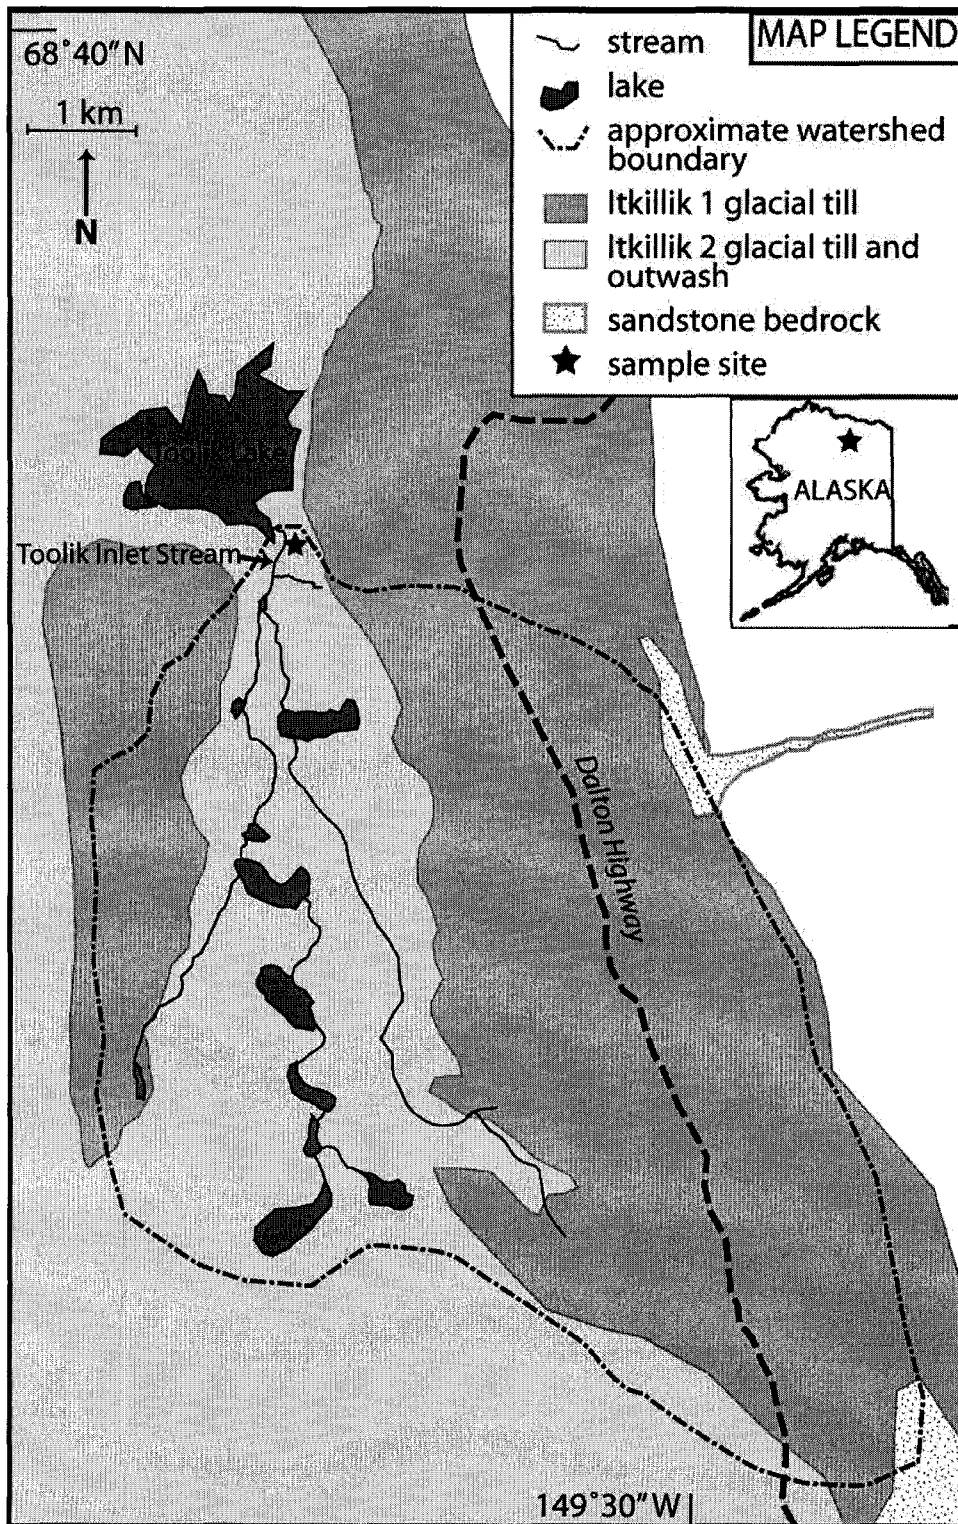 68°40"N
1 km
N
MAP LEGEND
stream
lake
approximate watershed
boundary
Itkillik 1 glacial till
Itkillik 2 glacial till and
outwash
sandstone bedrock
sample site
ALASKA
Toolik Lake
Toolik Inlet Stream
Dalton Highway
149°30"W